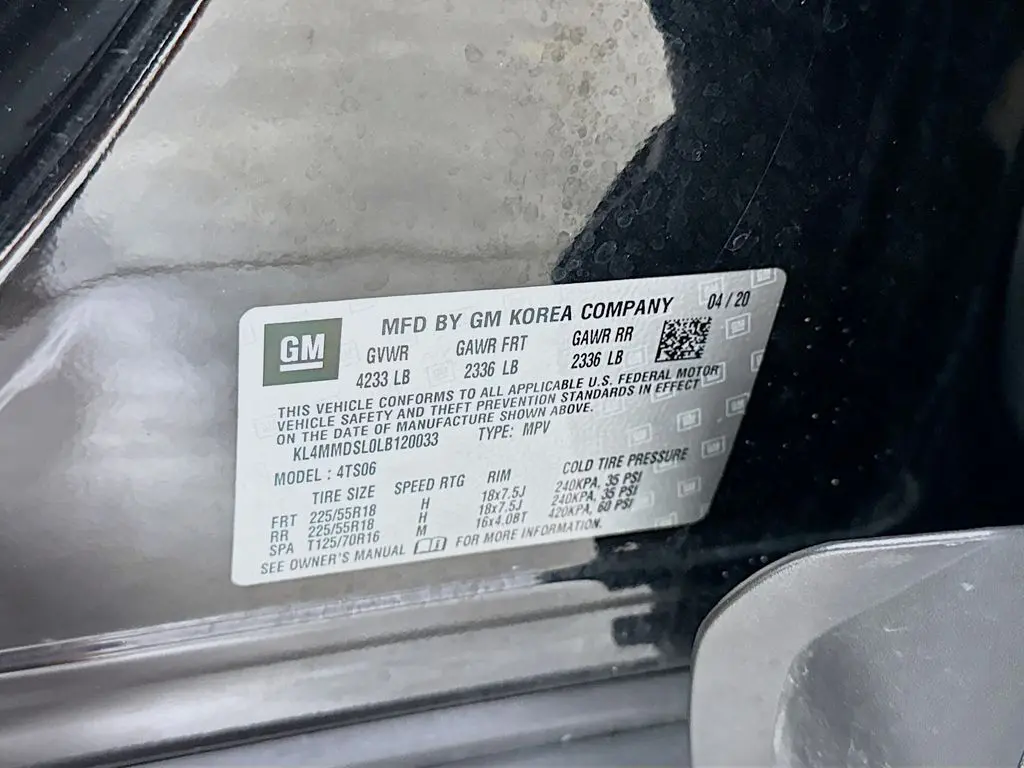 GM
MFD BY GM KOREA COMPANY 04/20
GVWR GAWR FRT GAWR RR
4233 LB 2336 LB 2336 LB
THIS VEHICLE CONFORMS TO ALL APPLICABLE U.S. FEDERAL MOTOR
VEHICLE SAFETY AND THEFT PREVENTION STANDARDS IN EFFECT
ON THE DATE OF MANUFACTURE SHOWN ABOVE.
KL4MMDSL0LB120033 TYPE: MPV
MODEL : 4TS06
TIRE SIZE SPEED RTG RIM COLD TIRE PRESSURE
FRT 225/55R18 H 18x7.5J 240KPA, 35 PSI
RR 225/55R18 H 18x7.5J 240KPA, 35 PSI
SPA T125/70R16 M 16x4.0BT 420KPA, 60 PSI
SEE OWNER'S MANUAL FOR MORE INFORMATION.